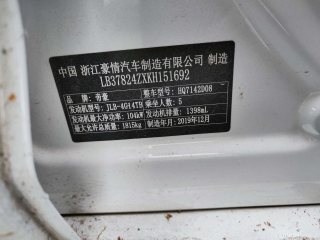 中国 浙江豪情汽车制造有限公司 制造
LB37824ZXKH151692
品牌：帝豪 整车型号：HQ7142D08
发动机型号：JLB-4G14TB 乘坐人数：5
发动机最大净功率：104kW 发动机排量：1398mL
最大允许总质量：1815kg 制造年月：2019年12月